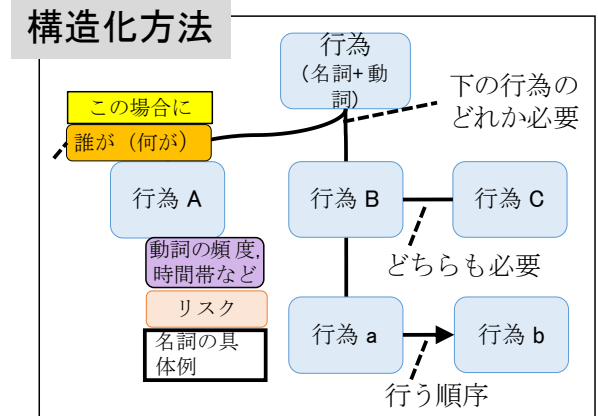 構造化方法
行為
（名詞+ 動
詞）
下の行為の
どれか必要
この場合に
誰が（何が）
行為 A
行為 B
行為 C
動詞の頻度,
時間帯など
どちらも必要
リスク
名詞の具
体例
行為 a
行為 b
行う順序